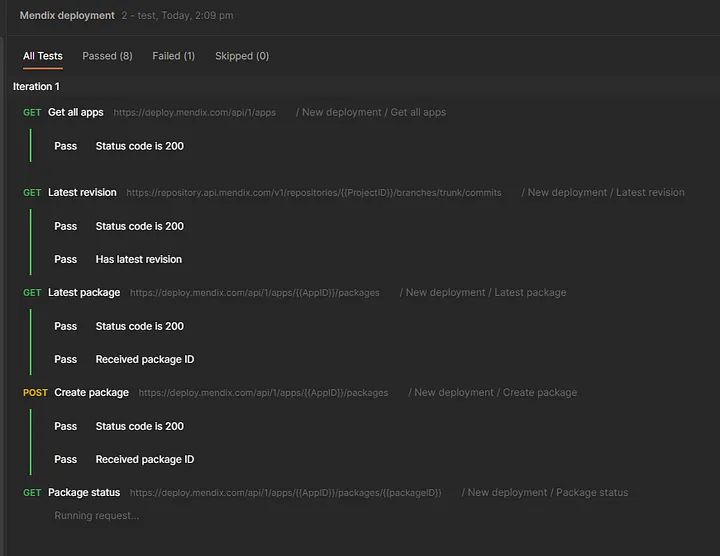 Mendix deployment 2 - test, Today, 2:09 pm
All Tests Passed (8) Failed (1) Skipped (0)
Iteration 1
GET Get all apps https://deploy.mendix.com/api/1/apps / New deployment / Get all apps
Pass Status code is 200
GET Latest revision https://repository.api.mendix.com/v1/repositories/{{ProjectID}}/branches/trunk/commits / New deployment / Latest revision
Pass Status code is 200
Pass Has latest revision
GET Latest package https://deploy.mendix.com/api/1/apps/{{AppID}}/packages / New deployment / Latest package
Pass Status code is 200
Pass Received package ID
POST Create package https://deploy.mendix.com/api/1/apps/{{AppID}}/packages / New deployment / Create package
Pass Status code is 200
Pass Received package ID
GET Package status https://deploy.mendix.com/api/1/apps/{{AppID}}/packages/{{packageID}} / New deployment / Package status
Running request...